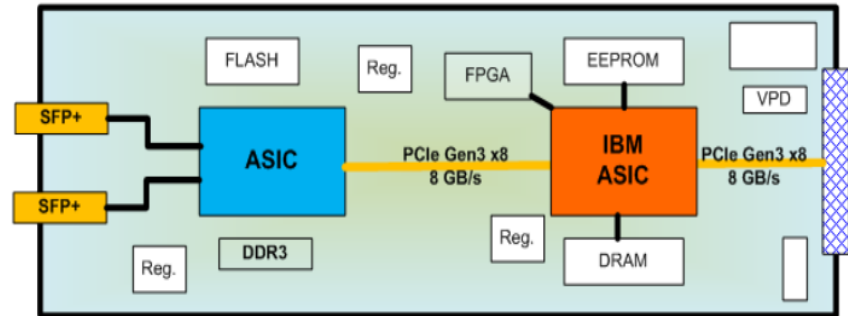 FLASH
Reg.
FPGA
EEPROM
VPD
SFP+
ASIC
PCIe Gen3 x8
8 GB/s
IBM
ASIC
PCIe Gen3 x8
8 GB/s
SFP+
Reg.
DDR3
Reg.
DRAM